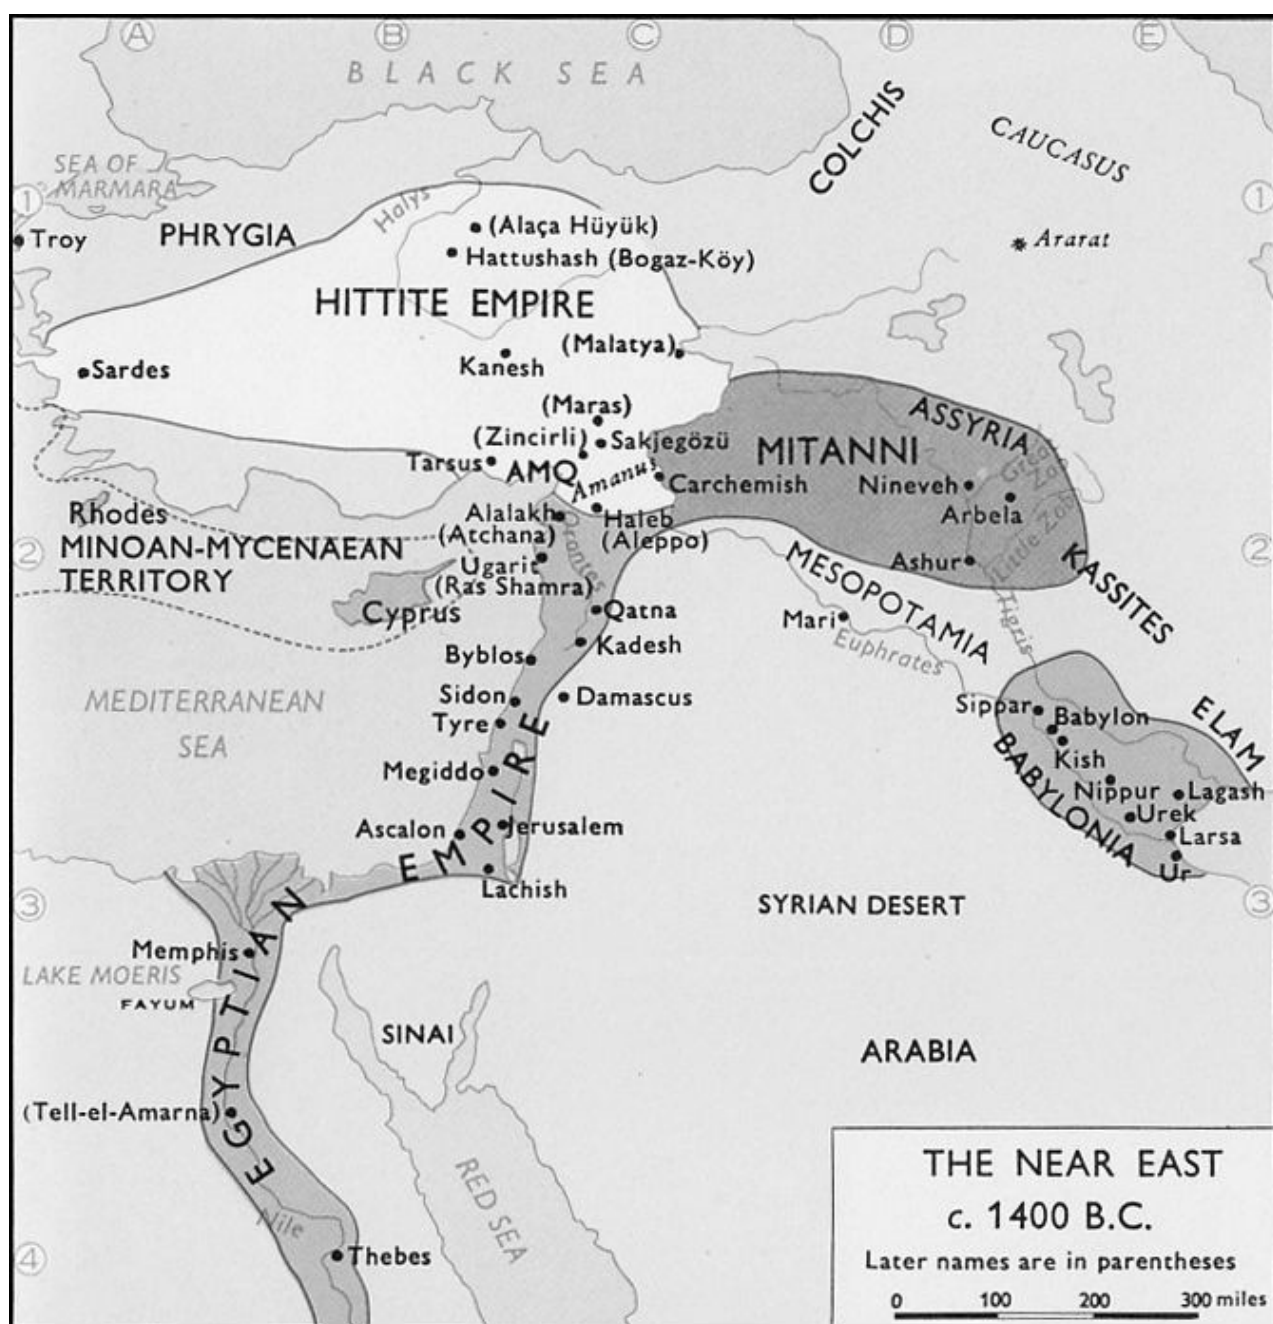 A
B
C
D
E
BLACK SEA
COLCHIS
CAUCASUS
SEA OF
MARMARA
1
1
Halys
Troy
PHRYGIA
(Alaça Hüyük)
Hattushash (Bogaz-Köy)
Ararat
HITTITE EMPIRE
(Malatya)
Sardes
Kanesh
(Maras)
ASSYRIA
(Zincirli)
Sakjegözü
MITANNI
Great
Zab
Tarsus
AMQ
Amanus
Carchemish
Nineveh
Rhodes
Alalakh
(Atchana)
Haleb
(Aleppo)
Arbela
Little Zab
MINOAN-MYCENAEAN
TERRITORY
2
2
Orontes
Ugarit
(Ras Shamra)
Ashur
KASSITES
MESOPOTAMIA
Cyprus
Qatna
Mari
Tigris
Kadesh
Euphrates
Byblos
MEDITERRANEAN
SEA
Sidon
Damascus
Sippar
Babylon
ELAM
Tyre
Kish
BABYLONIA
Megiddo
Nippur
Lagash
Urek
Ascalon
Jerusalem
Larsa
Ur
Lachish
EGYPTIAN EMPIRE
3
3
SYRIAN DESERT
Memphis
LAKE MOERIS
FAYUM
SINAI
ARABIA
(Tell-el-Amarna)
RED SEA
Nile
Thebes
4
THE NEAR EAST
c. 1400 B.C.
Later names are in parentheses
0 100 200 300 miles